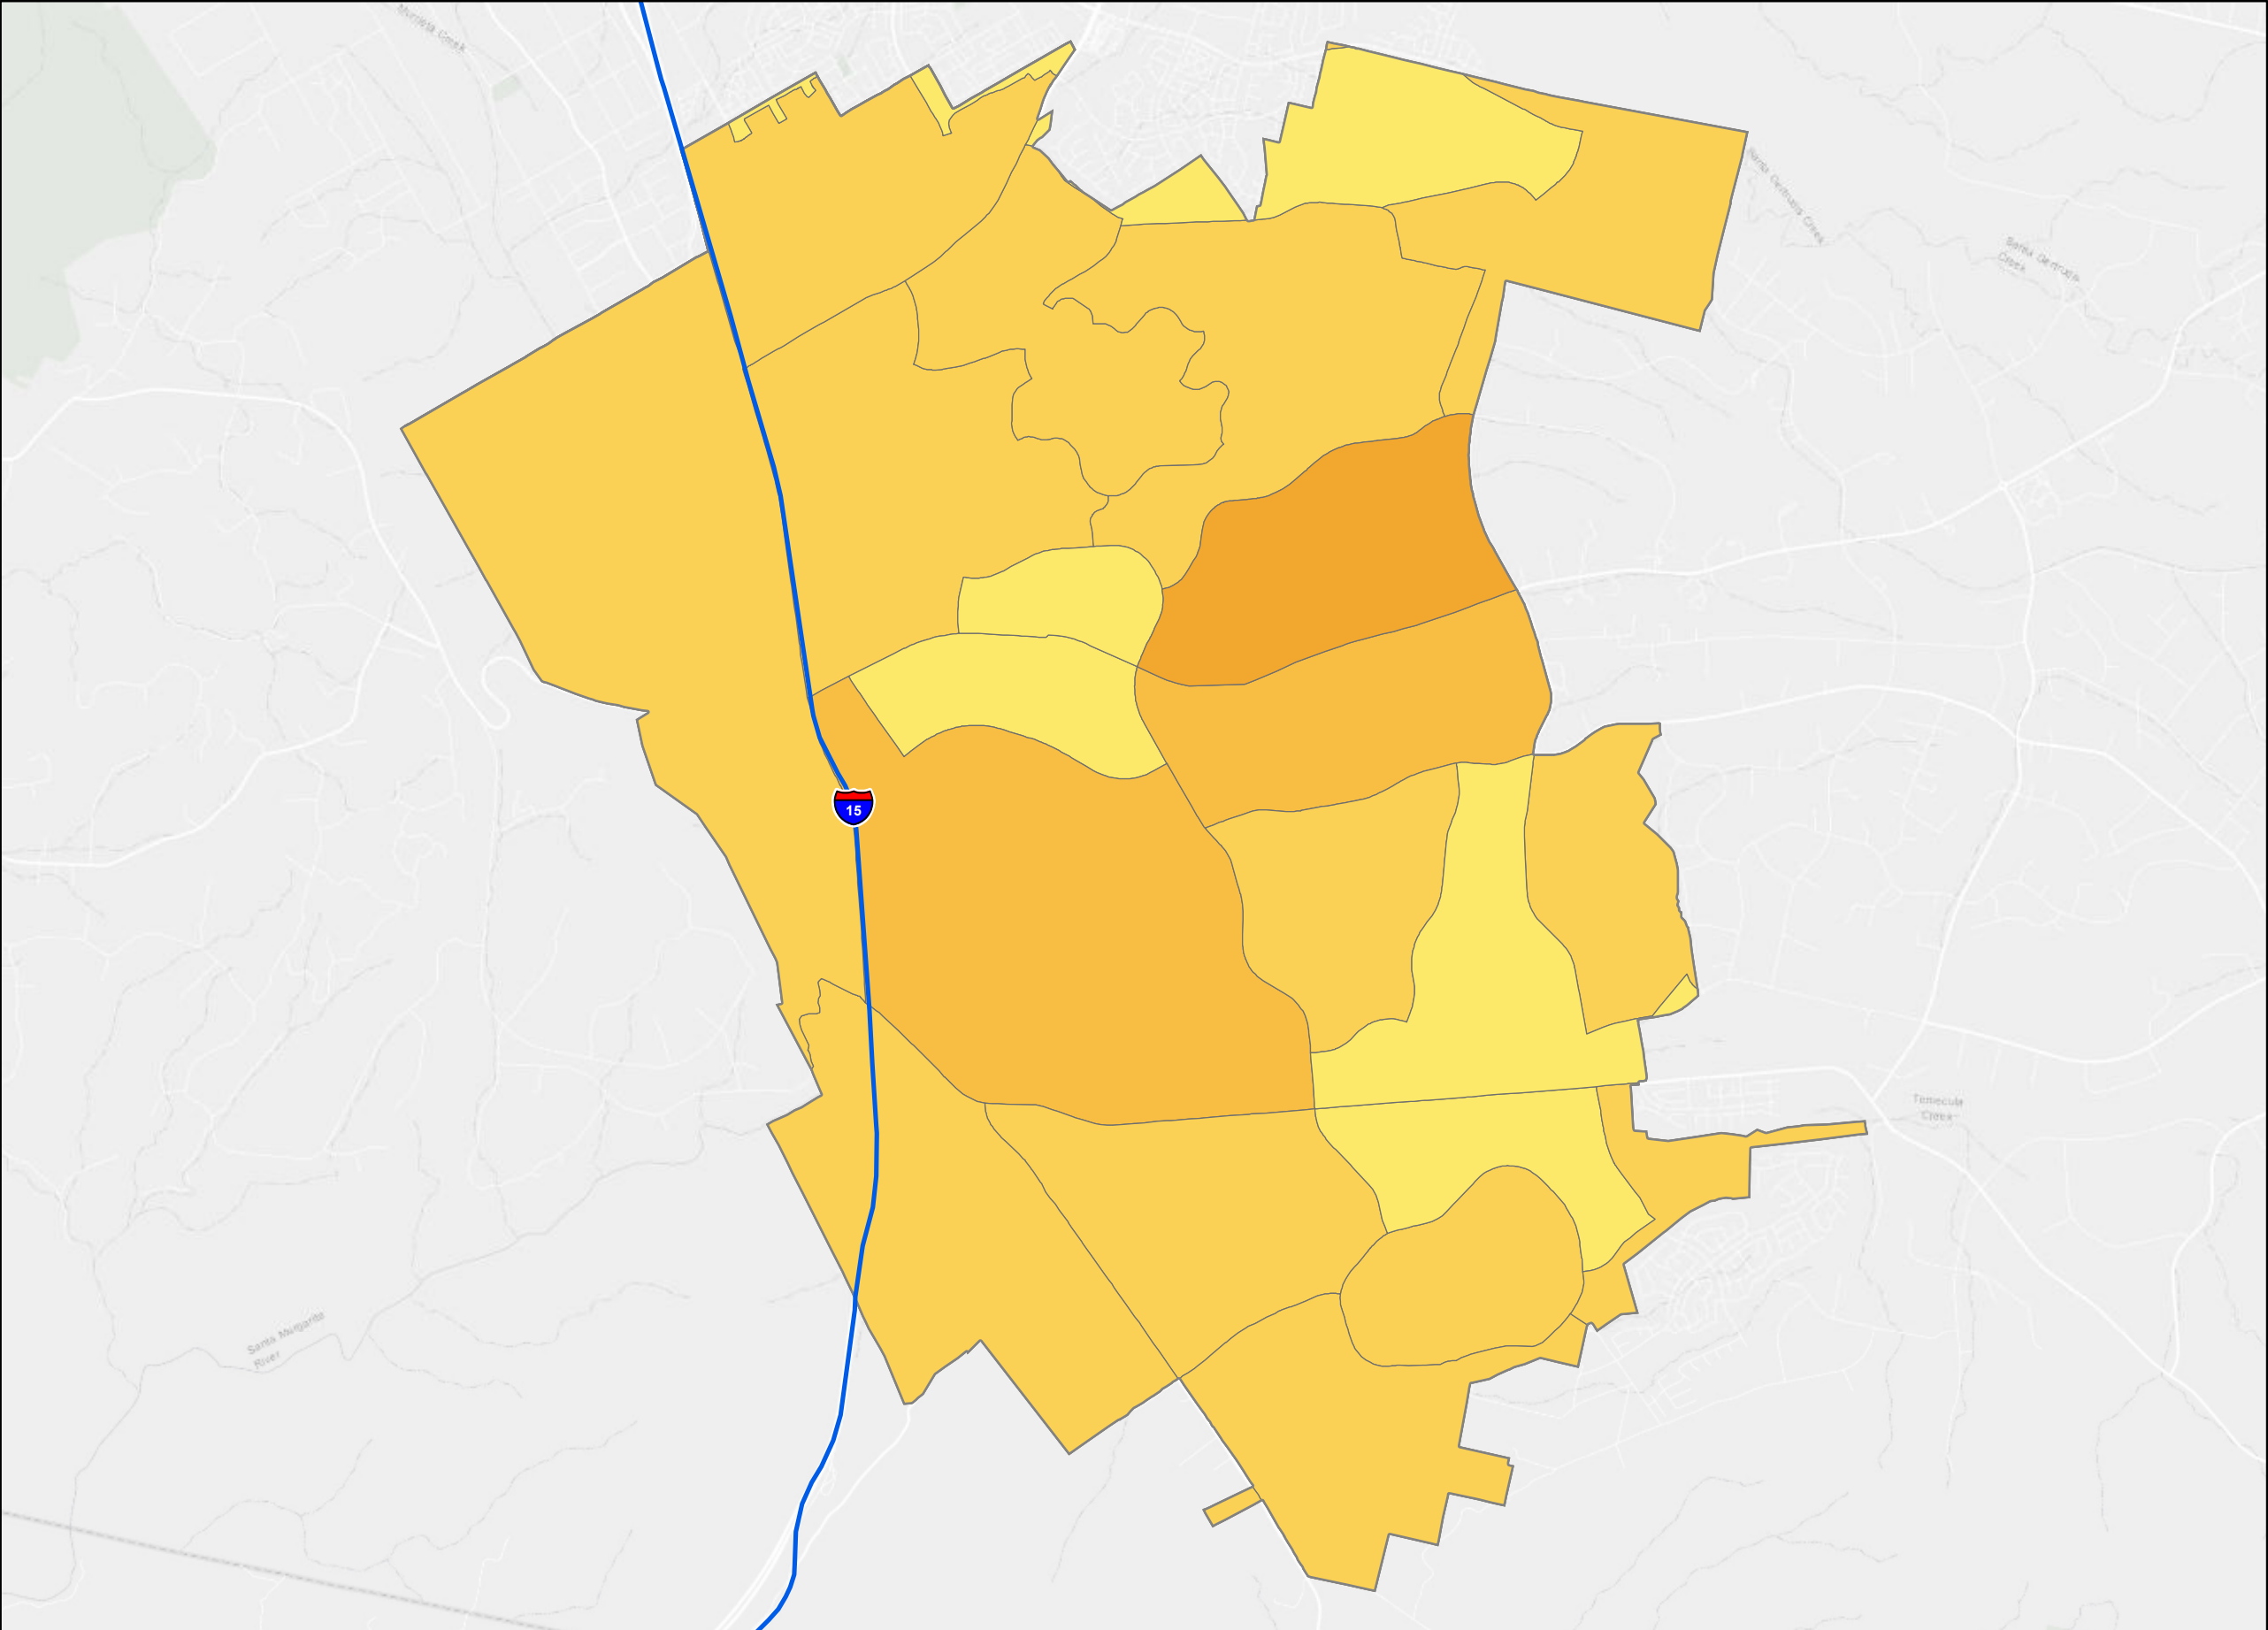 Murrieta Creek
Santa Gertrudis Creek
Santa Gertrudis
Creek
15
Temecula
Creek
Santa Margarita
River